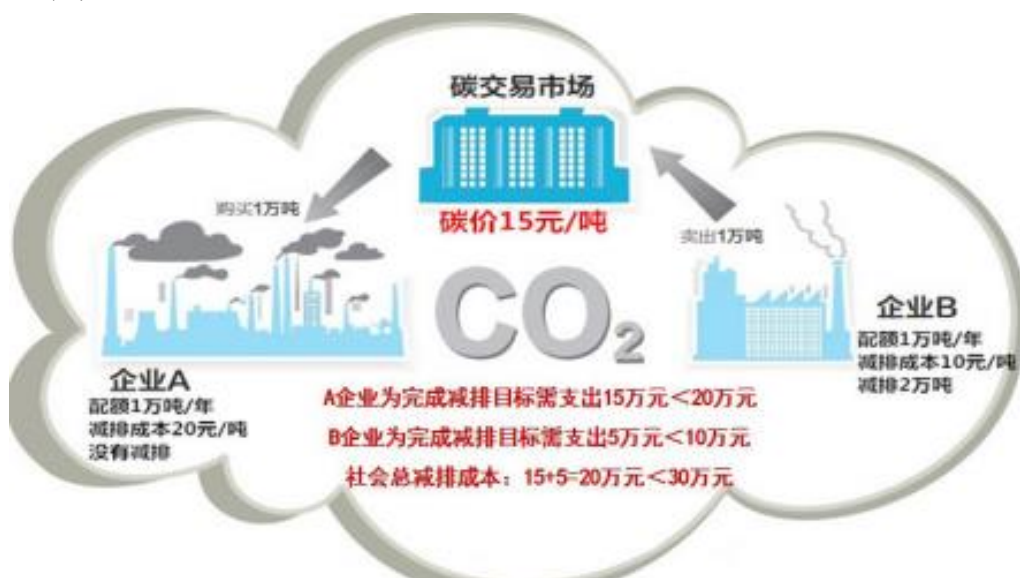 碳交易市场
碳价15元/吨
购买1万吨
卖出1万吨
CO₂
企业A
配额1万吨/年
减排成本20元/吨
没有减排
企业B
配额1万吨/年
减排成本10元/吨
减排2万吨
A企业为完成减排目标需支出15万元＜20万元
B企业为完成减排目标需支出5万元＜10万元
社会总减排成本：15+5=20万元＜30万元